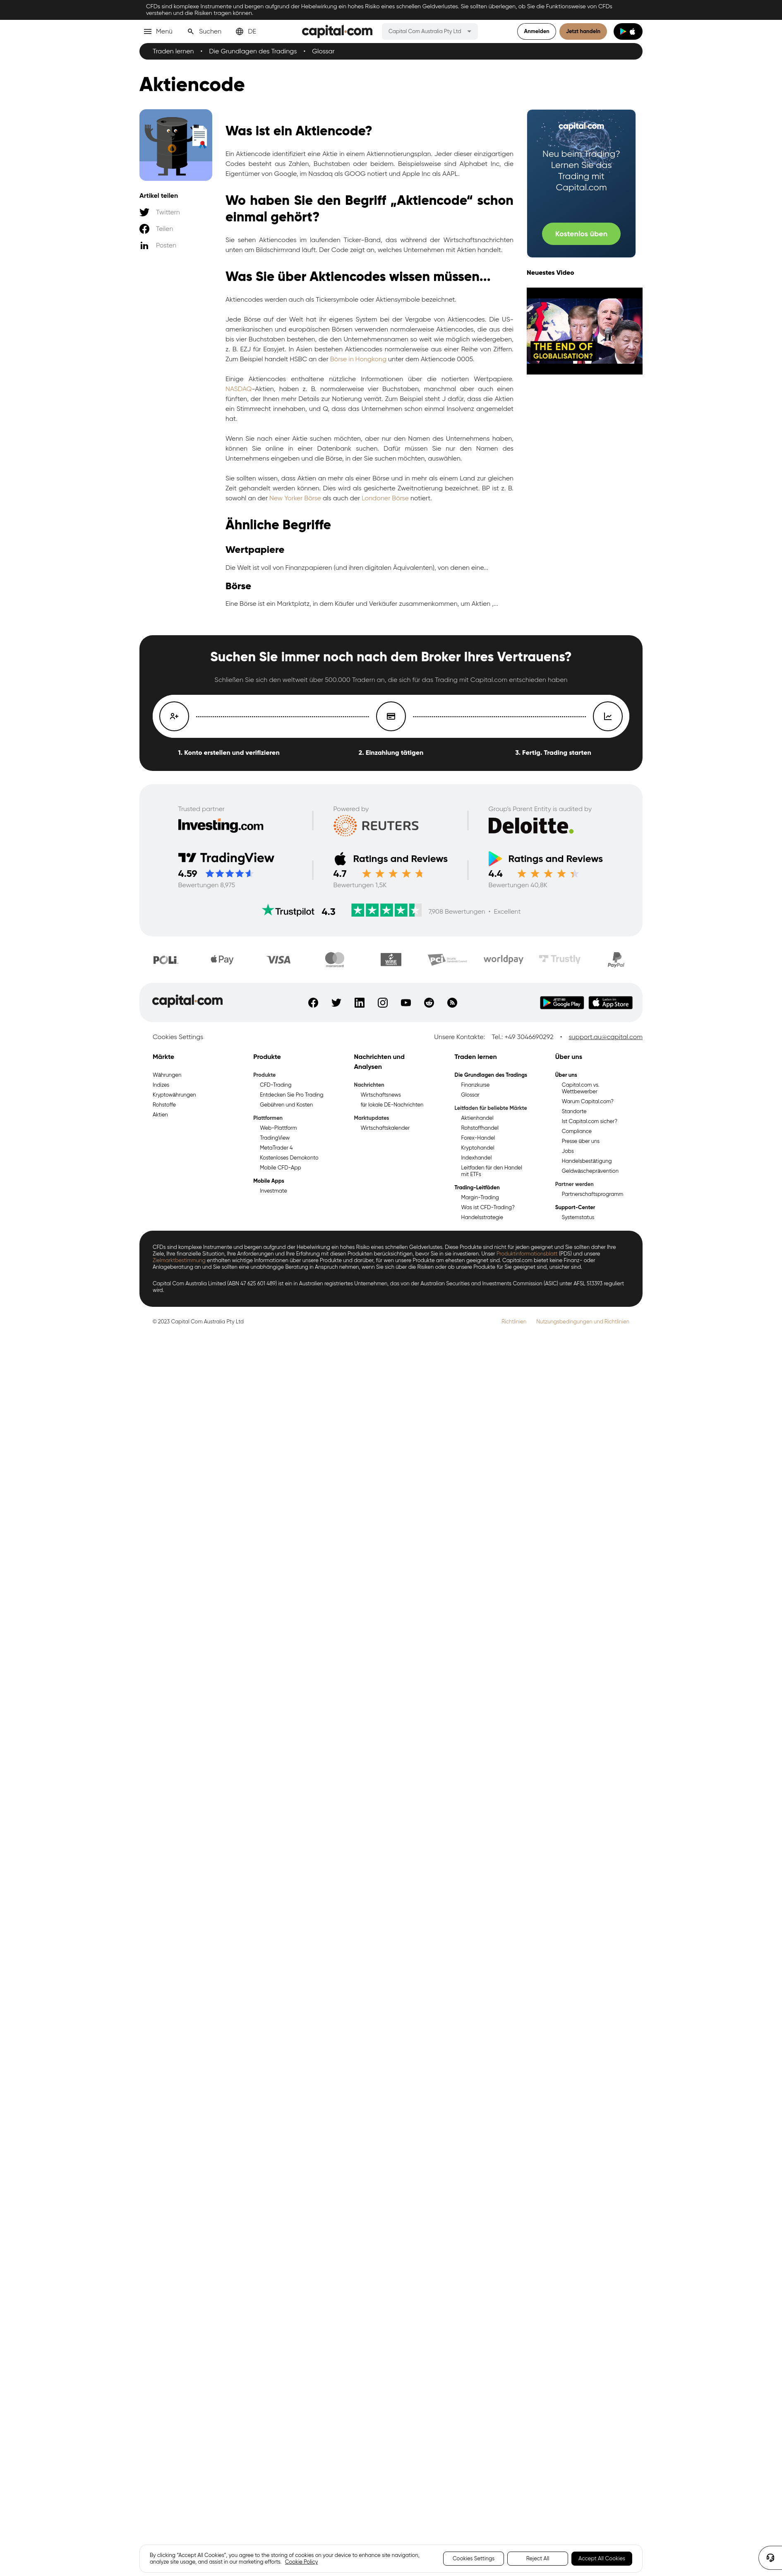 CFDs sind komplexe Instrumente und bergen aufgrund der Hebelwirkung ein hohes Risiko eines schnellen Geldverlustes. Sie sollten überlegen, ob Sie die Funktionsweise von CFDs
verstehen und die Risiken tragen können.
Menü
Suchen
DE
capital.com
Capital Com Australia Pty Ltd
Anmelden
Jetzt handeln
Traden lernen • Die Grundlagen des Tradings • Glossar
Aktiencode
Artikel teilen
Twittern
Teilen
Posten
Was ist ein Aktiencode?
Ein Aktiencode identifiziert eine Aktie in einem Aktiennotierungsplan. Jeder dieser einzigartigen
Codes besteht aus Zahlen, Buchstaben oder beidem. Beispielsweise sind Alphabet Inc, die
Eigentümer von Google, im Nasdaq als GOOG notiert und Apple Inc als AAPL.
Wo haben Sie den Begriff „Aktiencode“ schon
einmal gehört?
Sie sehen Aktiencodes im laufenden Ticker-Band, das während der Wirtschaftsnachrichten
unten am Bildschirmrand läuft. Der Code zeigt an, welches Unternehmen mit Aktien handelt.
Was Sie über Aktiencodes wissen müssen...
Aktiencodes werden auch als Tickersymbole oder Aktiensymbole bezeichnet.
Jede Börse auf der Welt hat ihr eigenes System bei der Vergabe von Aktiencodes. Die US-
amerikanischen und europäischen Börsen verwenden normalerweise Aktiencodes, die aus drei
bis vier Buchstaben bestehen, die den Unternehmensnamen so weit wie möglich wiedergeben,
z. B. EZJ für Easyjet. In Asien bestehen Aktiencodes normalerweise aus einer Reihe von Ziffern.
Zum Beispiel handelt HSBC an der Börse in Hongkong unter dem Aktiencode 0005.
Einige Aktiencodes enthaltene nützliche Informationen über die notierten Wertpapiere.
NASDAQ-Aktien, haben z. B. normalerweise vier Buchstaben, manchmal aber auch einen
fünften, der Ihnen mehr Details zur Notierung verrät. Zum Beispiel steht J dafür, dass die Aktien
ein Stimmrecht innehaben, und Q, dass das Unternehmen schon einmal Insolvenz angemeldet
hat.
Wenn Sie nach einer Aktie suchen möchten, aber nur den Namen des Unternehmens haben,
können Sie online in einer Datenbank suchen. Dafür müssen Sie nur den Namen des
Unternehmens eingeben und die Börse, in der Sie suchen möchten, auswählen.
Sie sollten wissen, dass Aktien an mehr als einer Börse und in mehr als einem Land zur gleichen
Zeit gehandelt werden können. Dies wird als gesicherte Zweitnotierung bezeichnet. BP ist z. B.
sowohl an der New Yorker Börse als auch der Londoner Börse notiert.
Ähnliche Begriffe
Wertpapiere
Die Welt ist voll von Finanzpapieren (und ihren digitalen Äquivalenten), von denen eine...
Börse
Eine Börse ist ein Marktplatz, in dem Käufer und Verkäufer zusammenkommen, um Aktien ,...
capital.com
Neu beim Trading?
Lernen Sie das
Trading mit
Capital.com
Kostenlos üben
Neuestes Video
THE END OF
GLOBALISATION?
Suchen Sie immer noch nach dem Broker Ihres Vertrauens?
Schließen Sie sich den weltweit über 500.000 Tradern an, die sich für das Trading mit Capital.com entschieden haben
1. Konto erstellen und verifizieren
2. Einzahlung tätigen
3. Fertig. Trading starten
Trusted partner
Investing.com
Powered by
REUTERS
Group's Parent Entity is audited by
Deloitte.
TradingView
4.59
Bewertungen 8,975
Ratings and Reviews
4.7
Bewertungen 1,5K
Ratings and Reviews
4.4
Bewertungen 40,8K
Trustpilot 4.3
7,908 Bewertungen • Excellent
POLi
Pay
VISA
mastercard
WIRE
PCI
worldpay
Trustly
PayPal
capital.com
Google Play
App Store
Cookies Settings
Unsere Kontakte: Tel.: +49 3046690292 • support.au@capital.com
Märkte
Währungen
Indizes
Kryptowährungen
Rohstoffe
Aktien
Produkte
Produkte
CFD-Trading
Entdecken Sie Pro Trading
Gebühren und Kosten
Plattformen
Web-Plattform
TradingView
MetaTrader 4
Kostenloses Demokonto
Mobile CFD-App
Mobile Apps
Investmate
Nachrichten und
Analysen
Nachrichten
Wirtschaftsnews
für lokale DE-Nachrichten
Marktupdates
Wirtschaftskalender
Traden lernen
Die Grundlagen des Tradings
Finanzkurse
Glossar
Leitfaden für beliebte Märkte
Aktienhandel
Rohstoffhandel
Forex-Handel
Kryptohandel
Indexhandel
Leitfaden für den Handel
mit ETFs
Trading-Leitfäden
Margin-Trading
Was ist CFD-Trading?
Handelsstrategie
Über uns
Über uns
Capital.com vs.
Wettbewerber
Warum Capital.com?
Standorte
Ist Capital.com sicher?
Compliance
Presse über uns
Jobs
Handelsbestätigung
Geldwäscheprävention
Partner werden
Partnerschaftsprogramm
Support-Center
Systemstatus
CFDs sind komplexe Instrumente und bergen aufgrund der Hebelwirkung ein hohes Risiko eines schnellen Geldverlustes. Diese Produkte sind nicht für jeden geeignet und Sie sollten daher Ihre
Ziele, Ihre finanzielle Situation, Ihre Anforderungen und Ihre Erfahrung mit diesen Produkten berücksichtigen, bevor Sie in sie investieren. Unser Produktinformationsblatt (PDS) und unsere
Zielmarktbestimmung enthalten wichtige Informationen über unsere Produkte und darüber, für wen unsere Produkte am ehesten geeignet sind. Capital.com bietet keine Finanz- oder
Anlageberatung an und Sie sollten eine unabhängige Beratung in Anspruch nehmen, wenn Sie sich über die Risiken oder ob unsere Produkte für Sie geeignet sind, unsicher sind.
Capital Com Australia Limited (ABN 47 625 601 489) ist ein in Australien registriertes Unternehmen, das von der Australian Securities and Investments Commission (ASIC) unter AFSL 513393 reguliert
wird.
© 2023 Capital Com Australia Pty Ltd
Richtlinien
Nutzungsbedingungen und Richtlinien
By clicking “Accept All Cookies”, you agree to the storing of cookies on your device to enhance site navigation,
analyze site usage, and assist in our marketing efforts. Cookie Policy
Cookies Settings
Reject All
Accept All Cookies